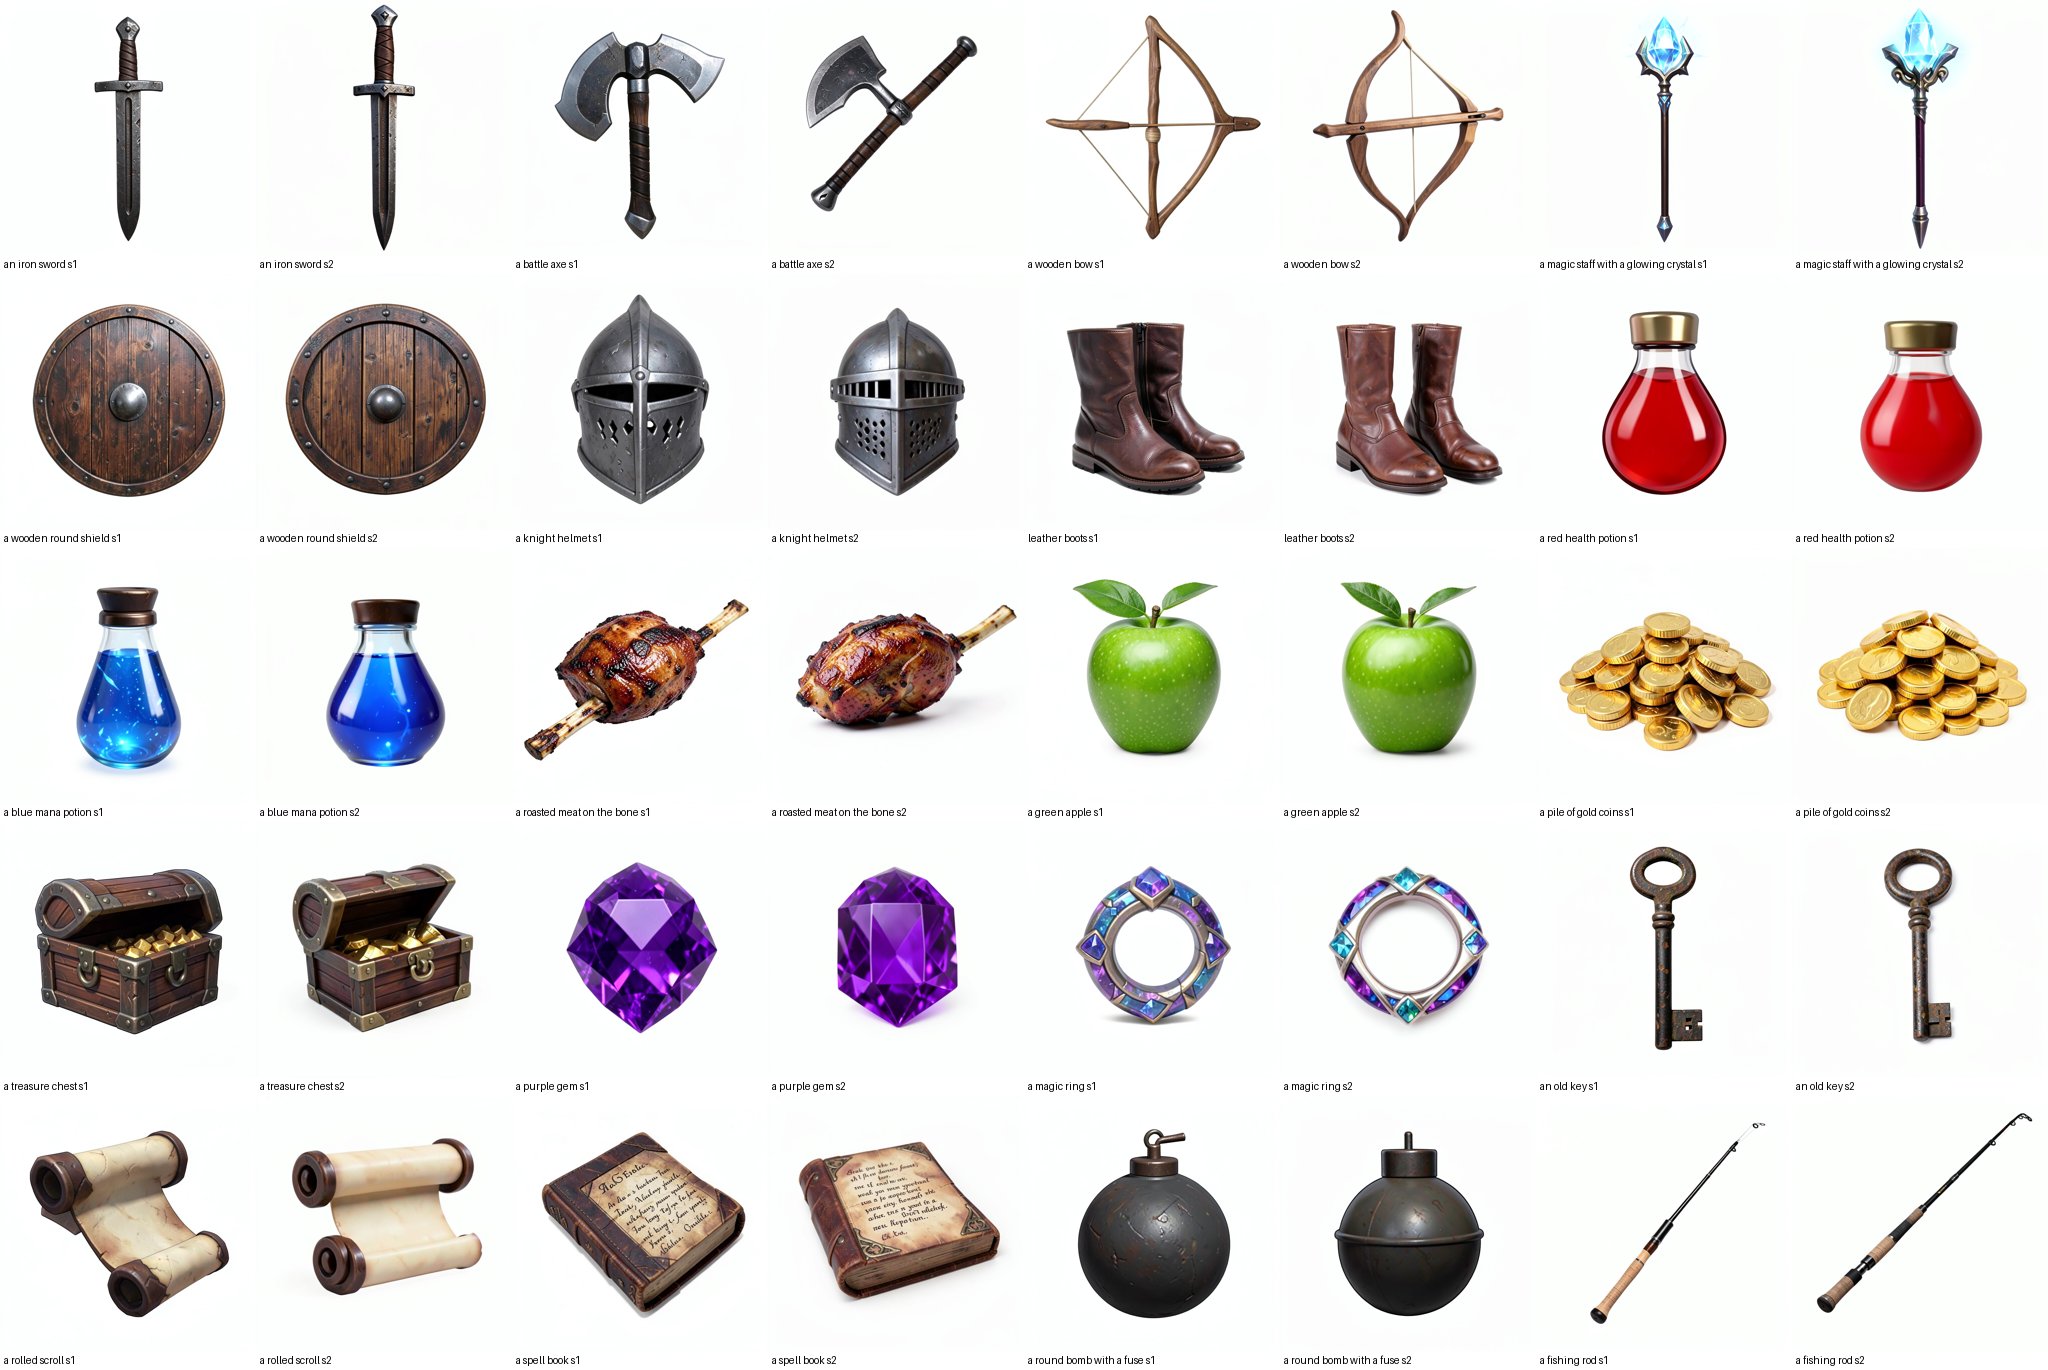 an iron sword s1
an iron sword s2
a battle axe s1
a battle axe s2
a wooden bow s1
a wooden bow s2
a magic staff with a glowing crystal s1
a magic staff with a glowing crystal s2
a wooden round shield s1
a wooden round shield s2
a knight helmet s1
a knight helmet s2
leather boots s1
leather boots s2
a red health potion s1
a red health potion s2
a blue mana potion s1
a blue mana potion s2
a roasted meat on the bone s1
a roasted meat on the bone s2
a green apple s1
a green apple s2
a pile of gold coins s1
a pile of gold coins s2
a treasure chest s1
a treasure chest s2
a purple gem s1
a purple gem s2
a magic ring s1
a magic ring s2
an old key s1
an old key s2
a rolled scroll s1
a rolled scroll s2
a spell book s1
a spell book s2
a round bomb with a fuse s1
a round bomb with a fuse s2
a fishing rod s1
a fishing rod s2